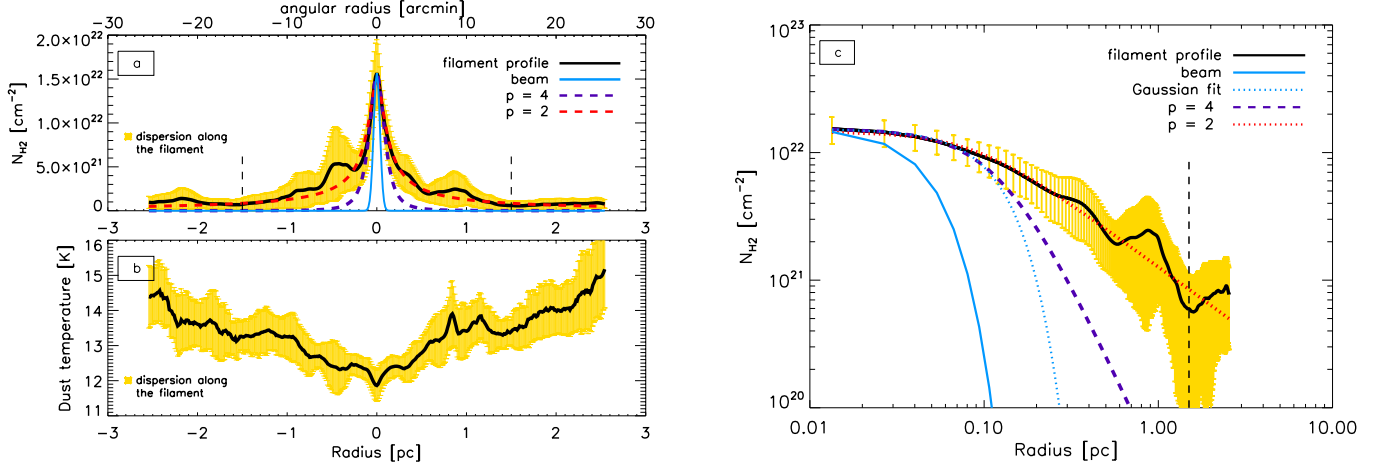 angular radius [arcmin]
−30 −20 −10 0 10 20 30
2.0×10²²
1.5×10²²
1.0×10²²
5.0×10²¹
0
N_H2 [cm⁻²]
a
filament profile
beam
p = 4
p = 2
dispersion along
the filament
−3 −2 −1 0 1 2 3
16
15
14
13
12
11
Dust temperature [K]
b
dispersion along
the filament
−3 −2 −1 0 1 2 3
Radius [pc]
10²³
10²²
10²¹
10²⁰
N_H2 [cm⁻²]
c
filament profile
beam
Gaussian fit
p = 4
p = 2
0.01 0.10 1.00 10.00
Radius [pc]